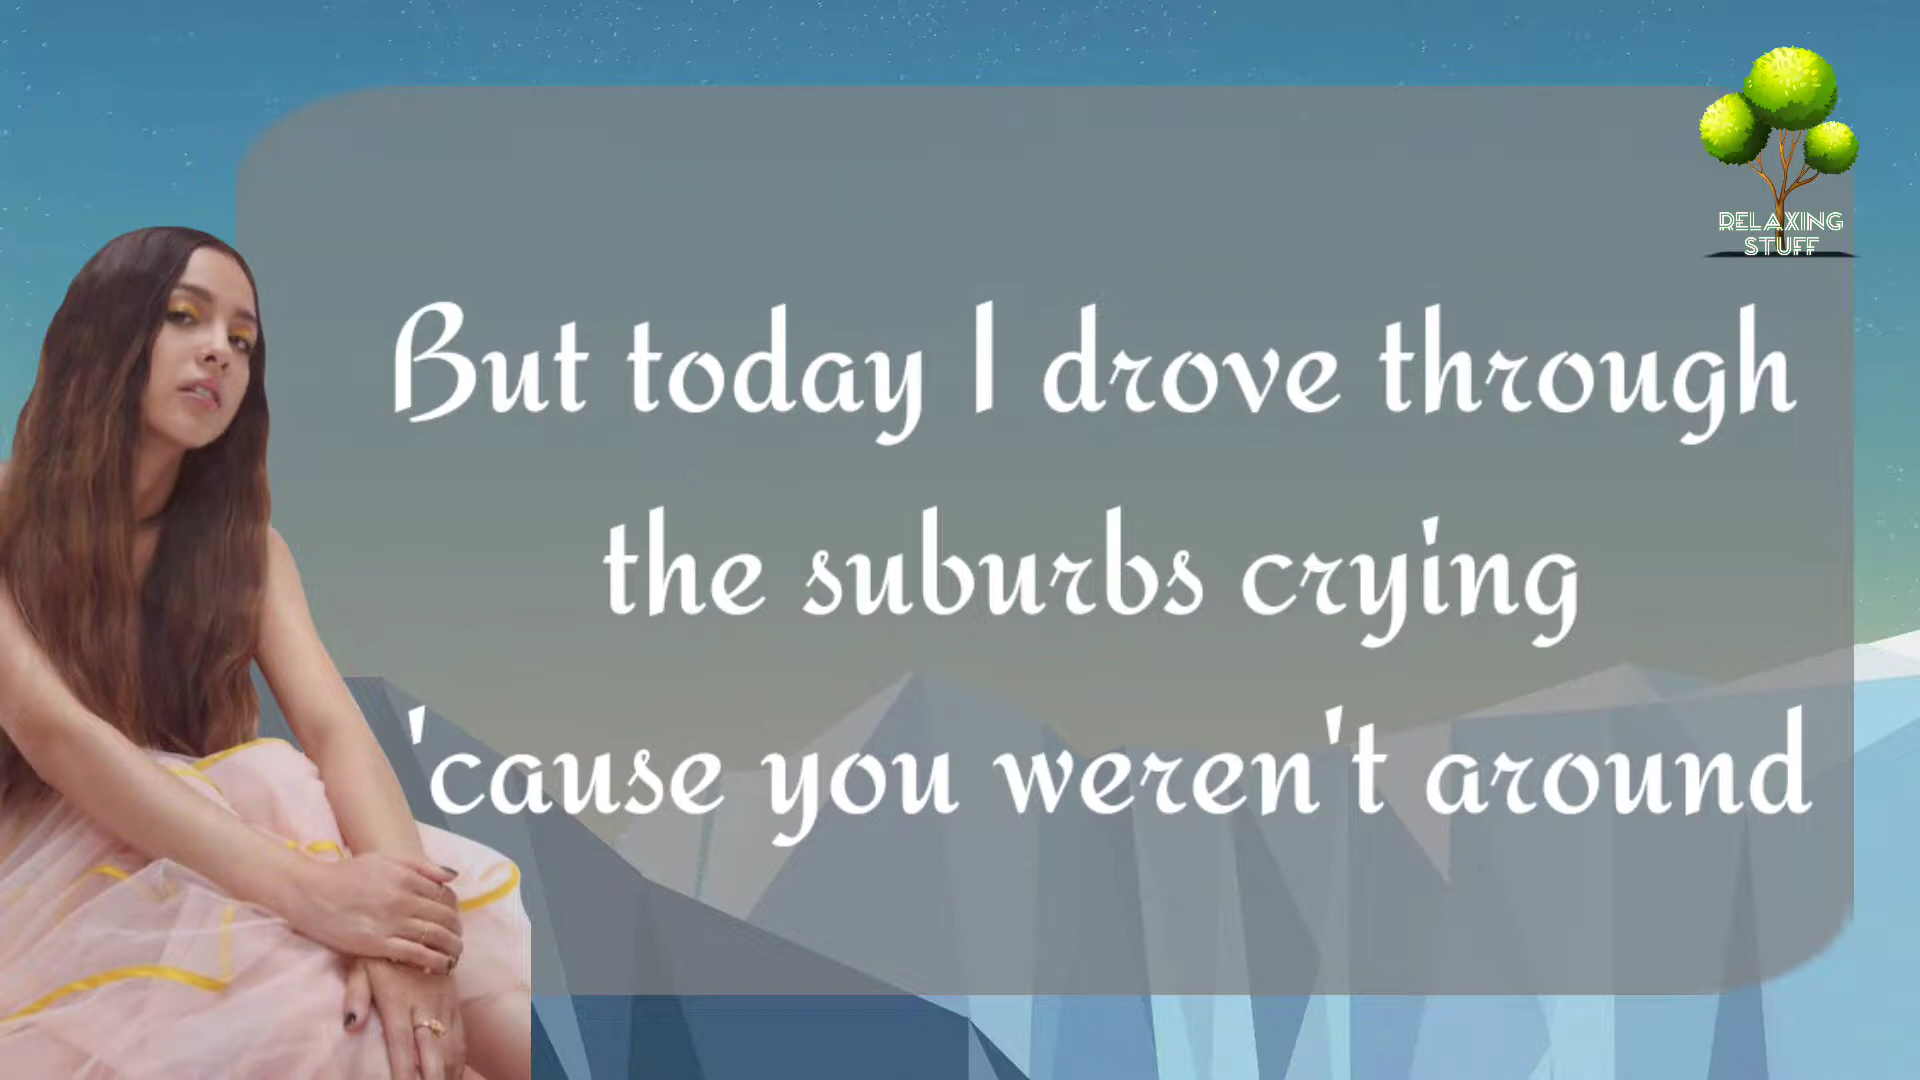 RELAXING
STUFF
But today I drove through
the suburbs crying
'cause you weren't around